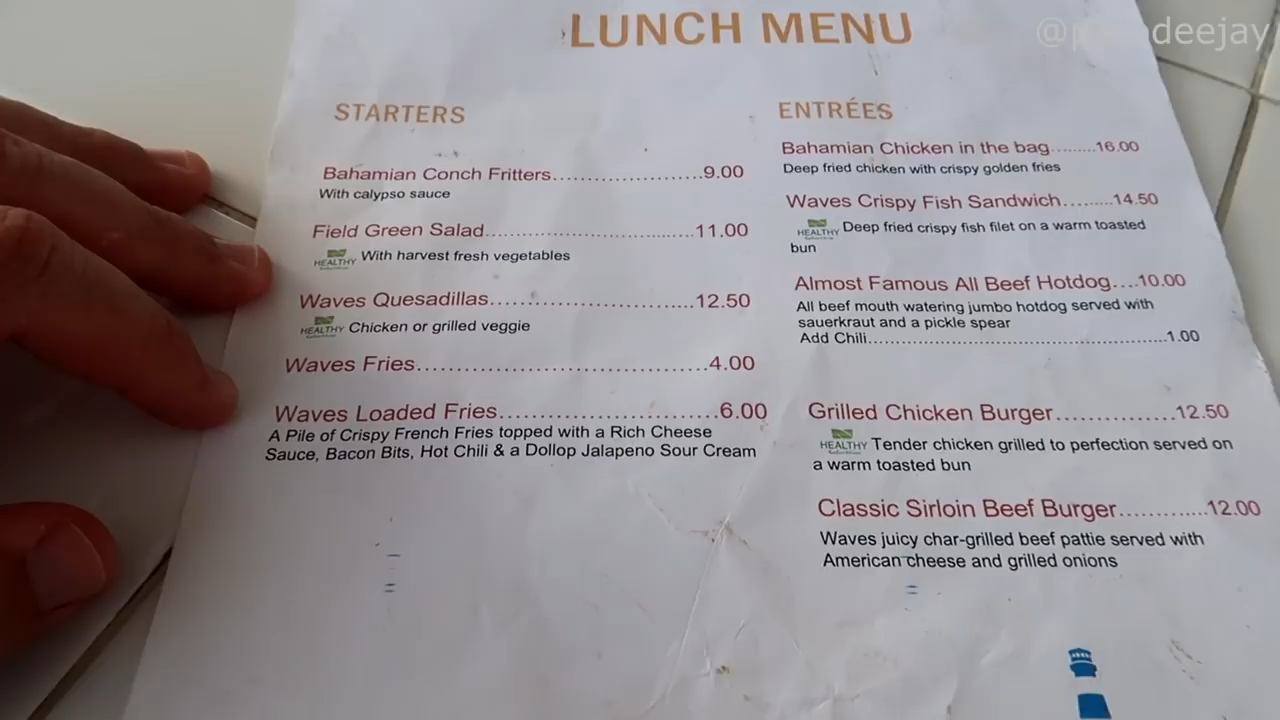 LUNCH MENU
STARTERS
Bahamian Conch Fritters.......................9.00
With calypso sauce
Field Green Salad................................11.00
HEALTHY With harvest fresh vegetables
Waves Quesadillas...............................12.50
HEALTHY Chicken or grilled veggie
Waves Fries............................................4.00
Waves Loaded Fries..............................6.00
A Pile of Crispy French Fries topped with a Rich Cheese
Sauce, Bacon Bits, Hot Chili & a Dollop Jalapeno Sour Cream
ENTRÉES
Bahamian Chicken in the bag.........16.00
Deep fried chicken with crispy golden fries
Waves Crispy Fish Sandwich..........14.50
HEALTHY Deep fried crispy fish filet on a warm toasted
bun
Almost Famous All Beef Hotdog....10.00
All beef mouth watering jumbo hotdog served with
sauerkraut and a pickle spear
Add Chili..........................................................1.00
Grilled Chicken Burger.................12.50
HEALTHY Tender chicken grilled to perfection served on
a warm toasted bun
Classic Sirloin Beef Burger............12.00
Waves juicy char-grilled beef pattie served with
American cheese and grilled onions